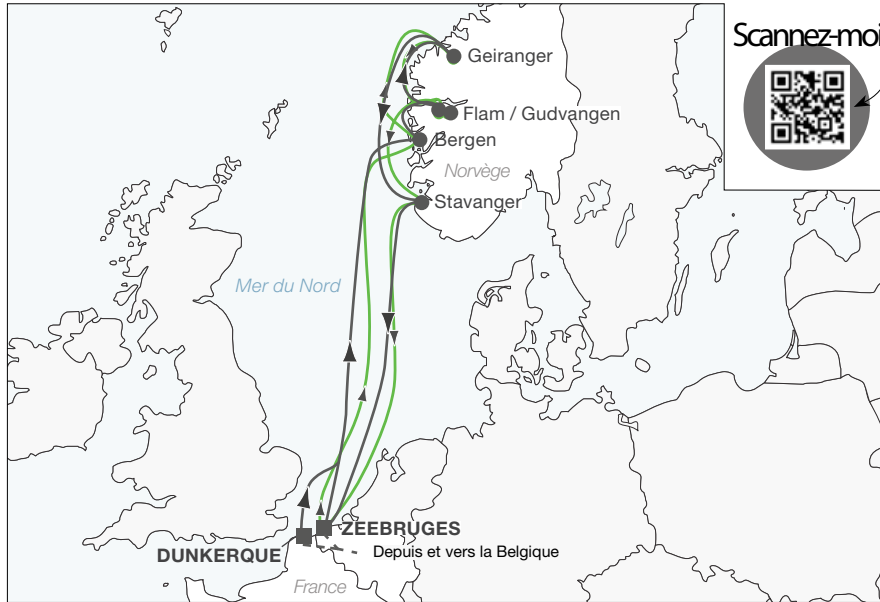 Scannez-moi
Geiranger
Flam / Gudvangen
Bergen
Norvège
Stavanger
Mer du Nord
ZEEBRUGES
DUNKERQUE
Depuis et vers la Belgique
France